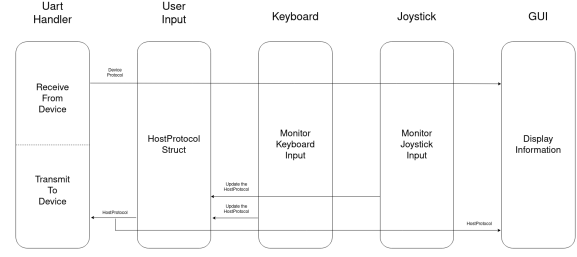 Uart
Handler
User
Input
Keyboard
Joystick
GUI
Device
Protocol
Receive
From
Device
HostProtocol
Struct
Monitor
Keyboard
Input
Monitor
Joystick
Input
Display
Information
Transmit
To
Device
Update the
HostProtocol
Update the
HostProtocol
HostProtocol
HostProtocol